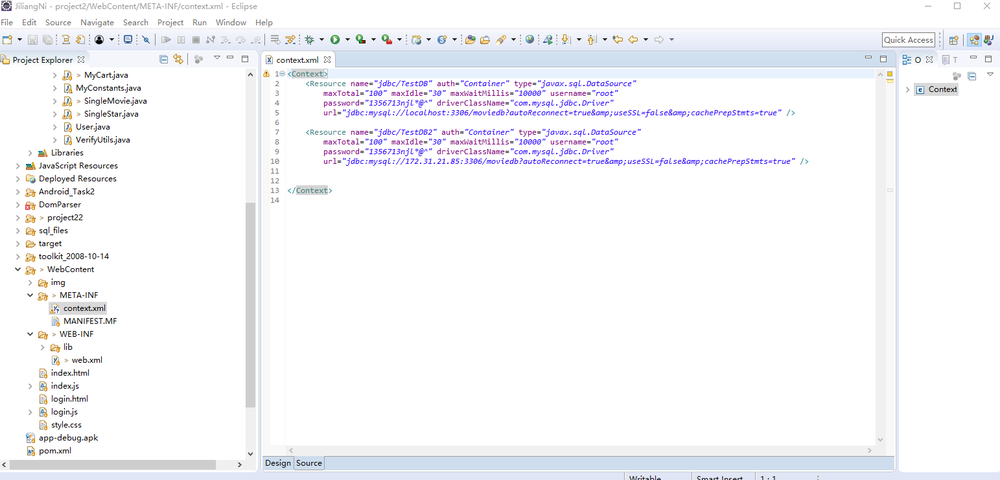 JiliangNi - project2/WebContent/META-INF/context.xml - Eclipse
File Edit Source Navigate Search Project Run Window Help
Quick Access
Project Explorer
> MyCart.java
MyConstants.java
> SingleMovie.java
> SingleStar.java
User.java
VerifyUtils.java
Libraries
JavaScript Resources
Deployed Resources
Android_Task2
DomParser
> project22
sql_files
target
toolkit_2008-10-14
> WebContent
img
> META-INF
context.xml
MANIFEST.MF
> WEB-INF
lib
> web.xml
index.html
index.js
login.html
login.js
style.css
app-debug.apk
pom.xml
context.xml
1 <Context>
2 <Resource name="jdbc/TestDB" auth="Container" type="javax.sql.DataSource"
3 maxTotal="100" maxIdle="30" maxWaitMillis="10000" username="root"
4 password="1356713njl*@^" driverClassName="com.mysql.jdbc.Driver"
5 url="jdbc:mysql://localhost:3306/moviedb?autoReconnect=true&amp;useSSL=false&amp;cachePrepStmts=true" />
6
7 <Resource name="jdbc/TestDB2" auth="Container" type="javax.sql.DataSource"
8 maxTotal="100" maxIdle="30" maxWaitMillis="10000" username="root"
9 password="1356713njl*@^" driverClassName="com.mysql.jdbc.Driver"
10 url="jdbc:mysql://172.31.21.85:3306/moviedb?autoReconnect=true&amp;useSSL=false&amp;cachePrepStmts=true" />
11
12
13 </Context>
14
Design Source
O T
Context
Writable Smart Insert 1 : 1